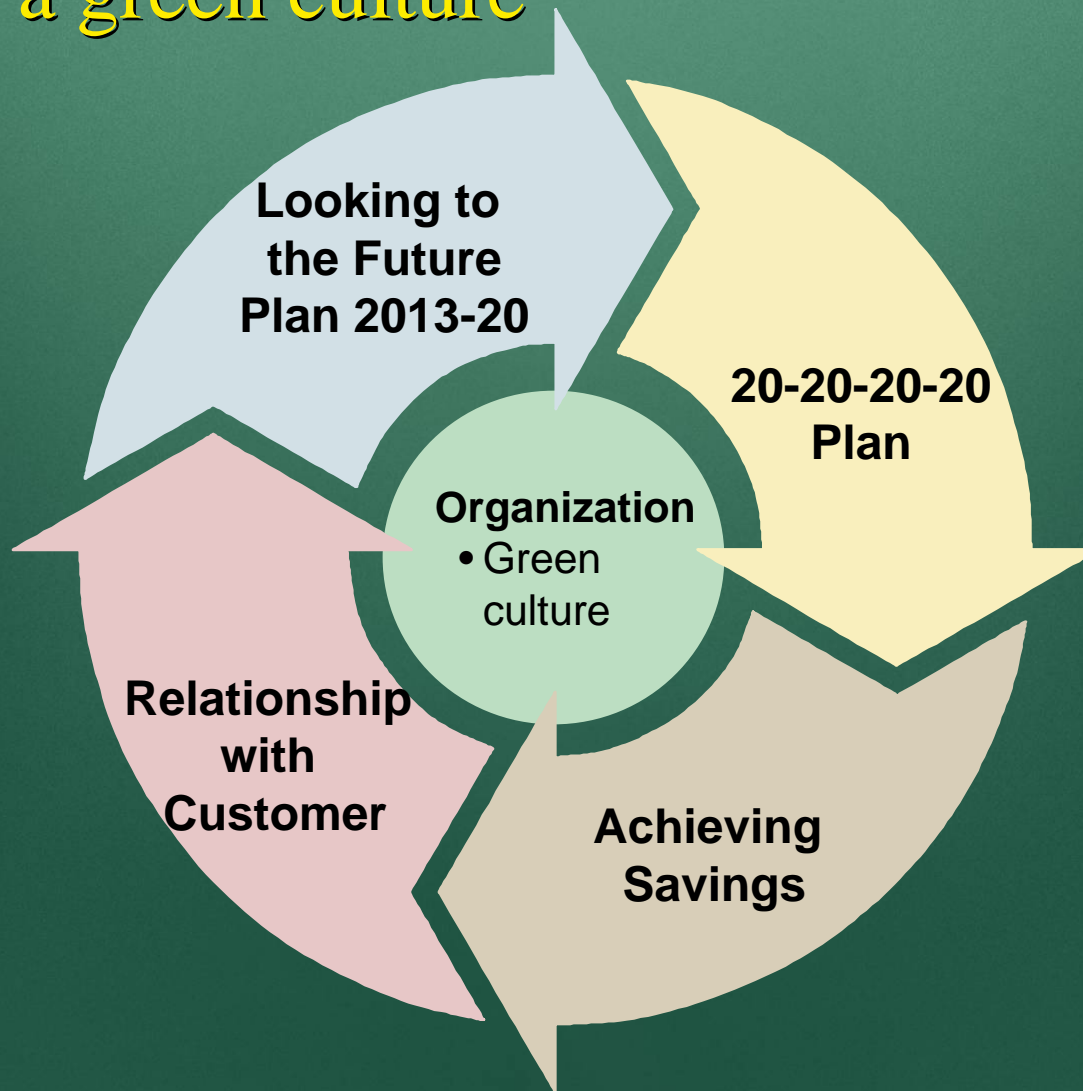 a green culture
Looking to
the Future
Plan 2013-20
20-20-20-20
Plan
Organization
• Green
culture
Relationship
with
Customer
Achieving
Savings